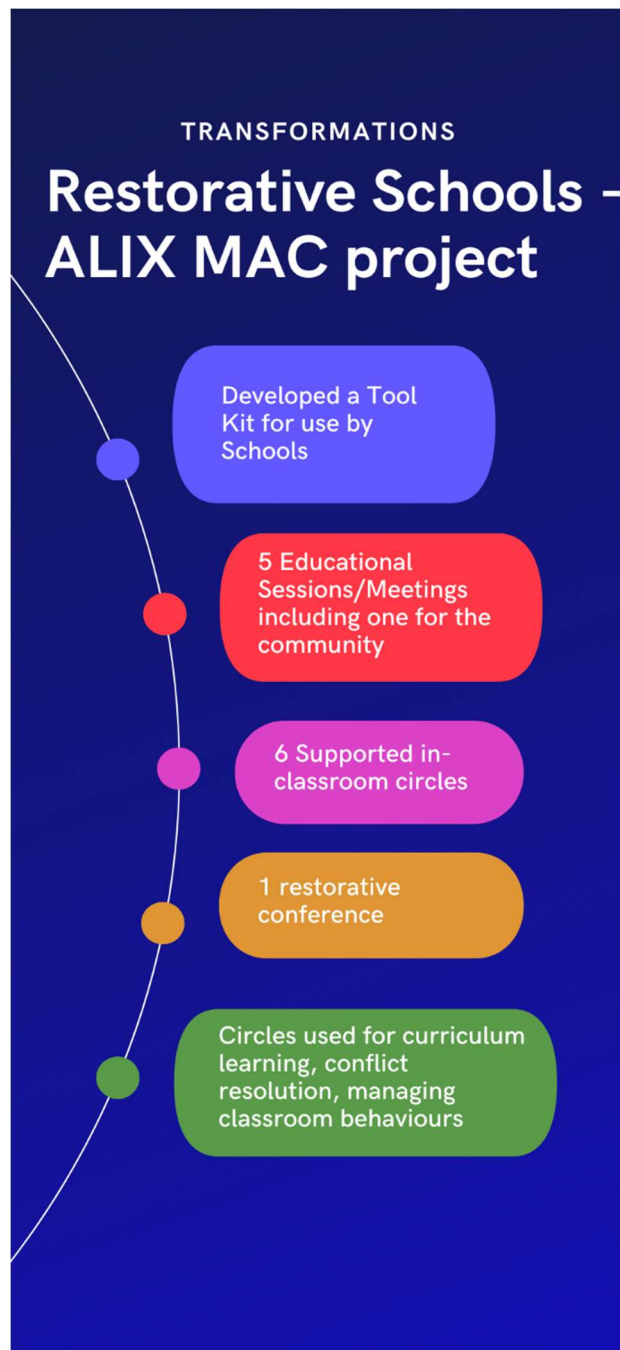 TRANSFORMATIONS
Restorative Schools -
ALIX MAC project
Developed a Tool
Kit for use by
Schools
5 Educational
Sessions/Meetings
including one for the
community
6 Supported in-
classroom circles
1 restorative
conference
Circles used for curriculum
learning, conflict
resolution, managing
classroom behaviours